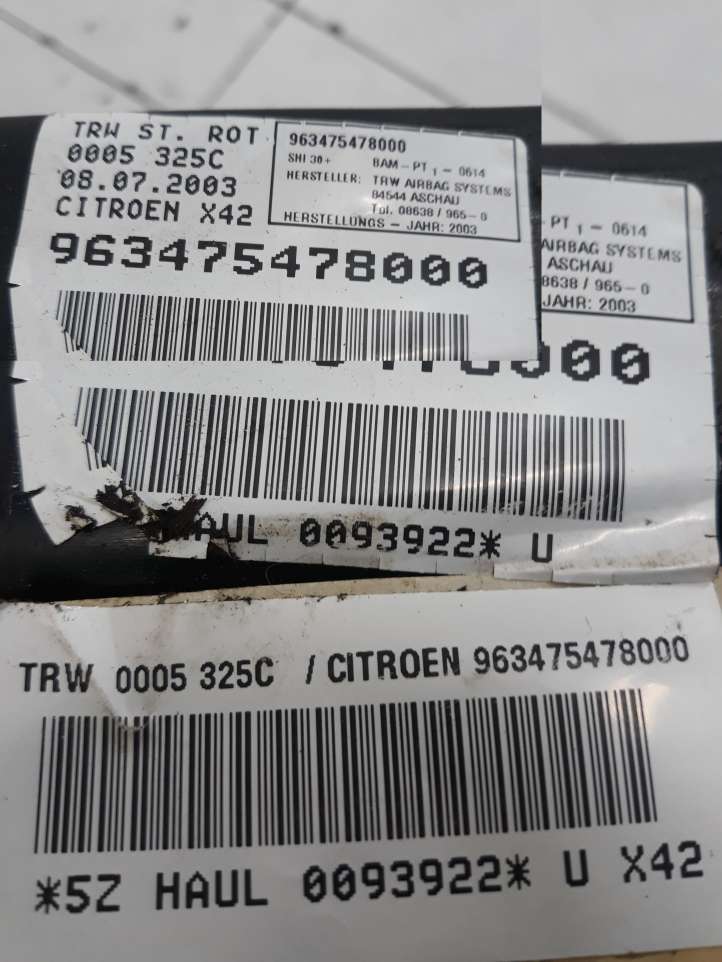 TRW ST. ROT
0005 325C
08.07.2003
CITROEN X42
963475478000
SHI 30+ BAM-PT 1 - 0614
HERSTELLER: TRW AIRBAG SYSTEMS
84544 ASCHAU
Tel. 08638 / 965-0
HERSTELLUNGS - JAHR: 2003
963475478000
PT 1 - 0614
AIRBAG SYSTEMS
ASCHAU
8638 / 965-0
JAHR: 2003
000
HAUL 0093922* U
TRW 0005 325C / CITROEN 963475478000
*5Z HAUL 0093922* U X42